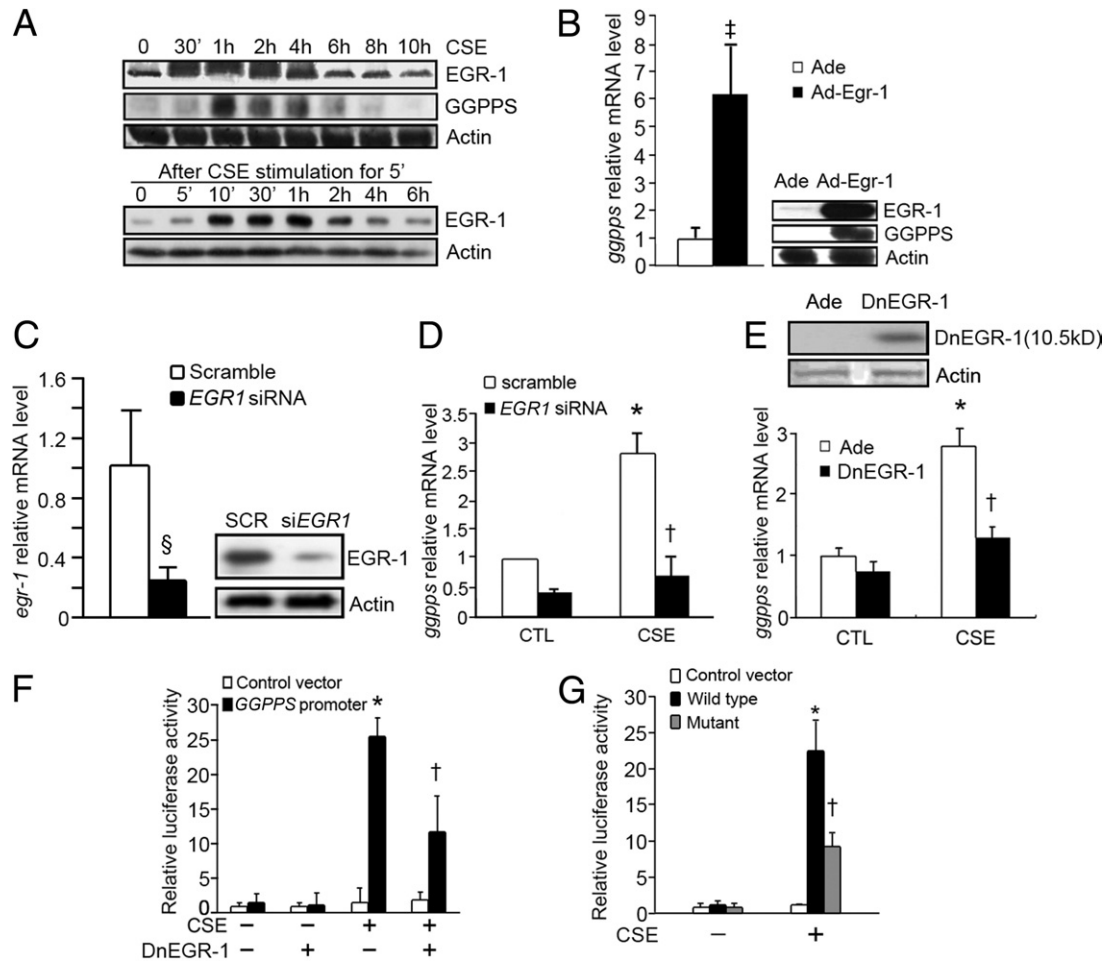 A
0 30' 1h 2h 4h 6h 8h 10h CSE
EGR-1
GGPPS
Actin
After CSE stimulation for 5'
0 5' 10' 30' 1h 2h 4h 6h
EGR-1
Actin
B
ggpps relative mRNA level
9
8
7
6
5
4
3
2
1
0
‡
Ade
Ad-Egr-1
Ade Ad-Egr-1
EGR-1
GGPPS
Actin
C
egr-1 relative mRNA level
1.6
1.2
0.8
0.4
0
Scramble
EGR1 siRNA
§
SCR siEGR1
EGR-1
Actin
D
scramble
EGR1 siRNA
ggpps relative mRNA level
3.5
3
2.5
2
1.5
1
0.5
0
*
†
CTL CSE
E
Ade DnEGR-1
DnEGR-1(10.5kD)
Actin
ggpps relative mRNA level
3
2
1
0
Ade
DnEGR-1
*
†
CTL CSE
F
Control vector
GGPPS promoter
Relative luciferase activity
30
25
20
15
10
5
0
*
†
CSE − − + +
DnEGR-1 − + − +
G
Control vector
Wild type
Mutant
Relative luciferase activity
30
25
20
15
10
5
0
*
†
CSE − +